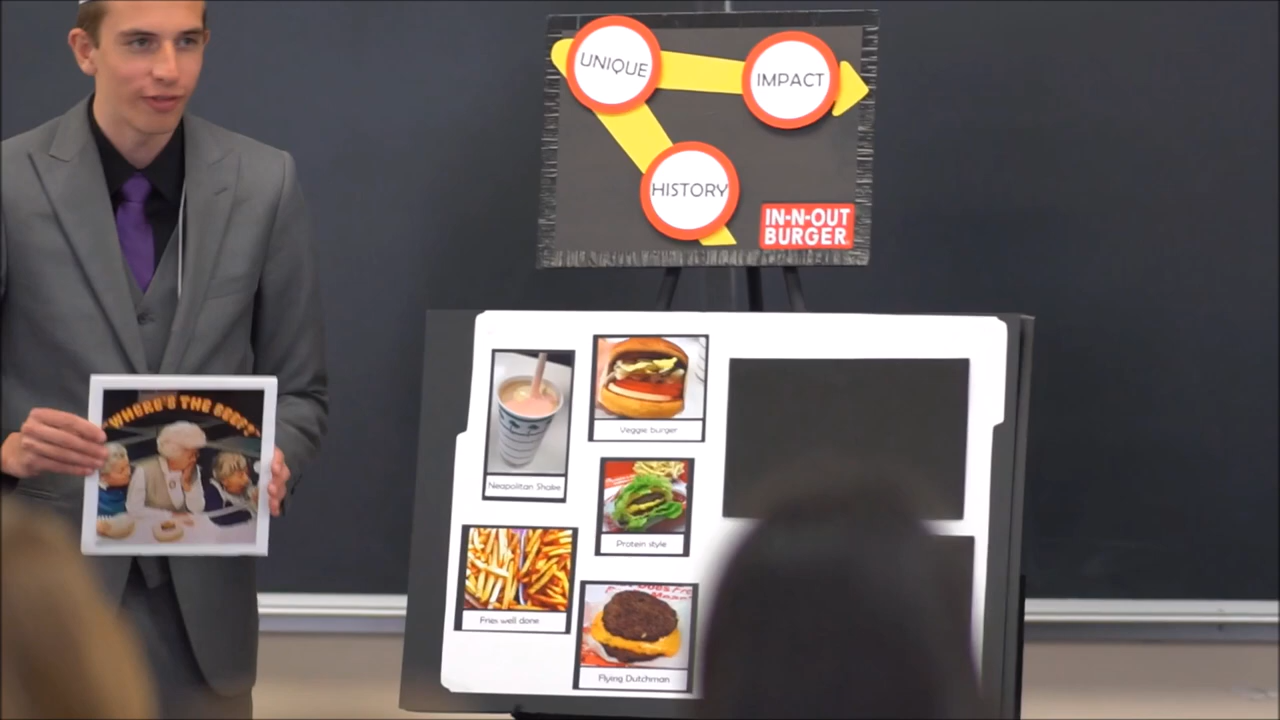 UNIQUE
IMPACT
HISTORY
IN-N-OUT
BURGER
"WHERE'S THE BEEF?"
Neapolitan Shake
Veggie burger
Protein style
Fries well done
Flying Dutchman